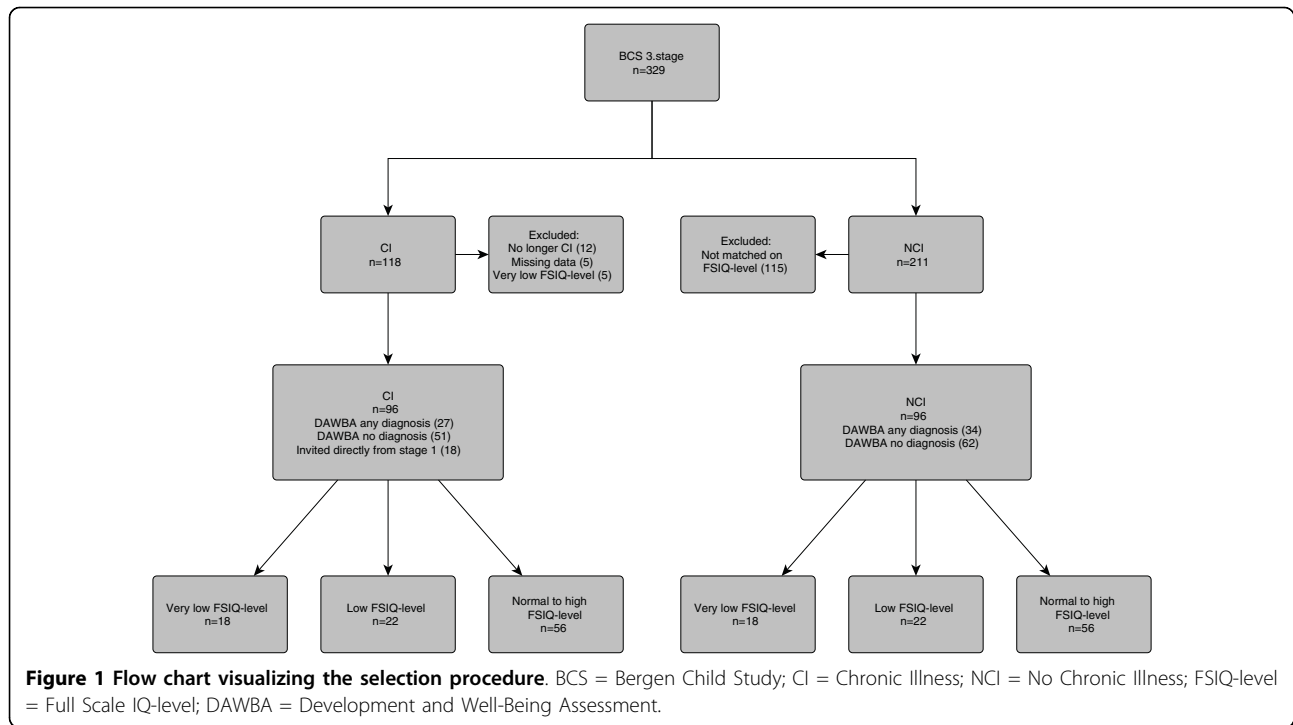 BCS 3.stage
n=329
CI
n=118
Excluded:
No longer CI (12)
Missing data (5)
Very low FSIQ-level (5)
Excluded:
Not matched on
FSIQ-level (115)
NCI
n=211
CI
n=96
DAWBA any diagnosis (27)
DAWBA no diagnosis (51)
Invited directly from stage 1 (18)
NCI
n=96
DAWBA any diagnosis (34)
DAWBA no diagnosis (62)
Very low FSIQ-level
n=18
Low FSIQ-level
n=22
Normal to high
FSIQ-level
n=56
Very low FSIQ-level
n=18
Low FSIQ-level
n=22
Normal to high
FSIQ-level
n=56
Figure 1 Flow chart visualizing the selection procedure. BCS = Bergen Child Study; CI = Chronic Illness; NCI = No Chronic Illness; FSIQ-level
= Full Scale IQ-level; DAWBA = Development and Well-Being Assessment.